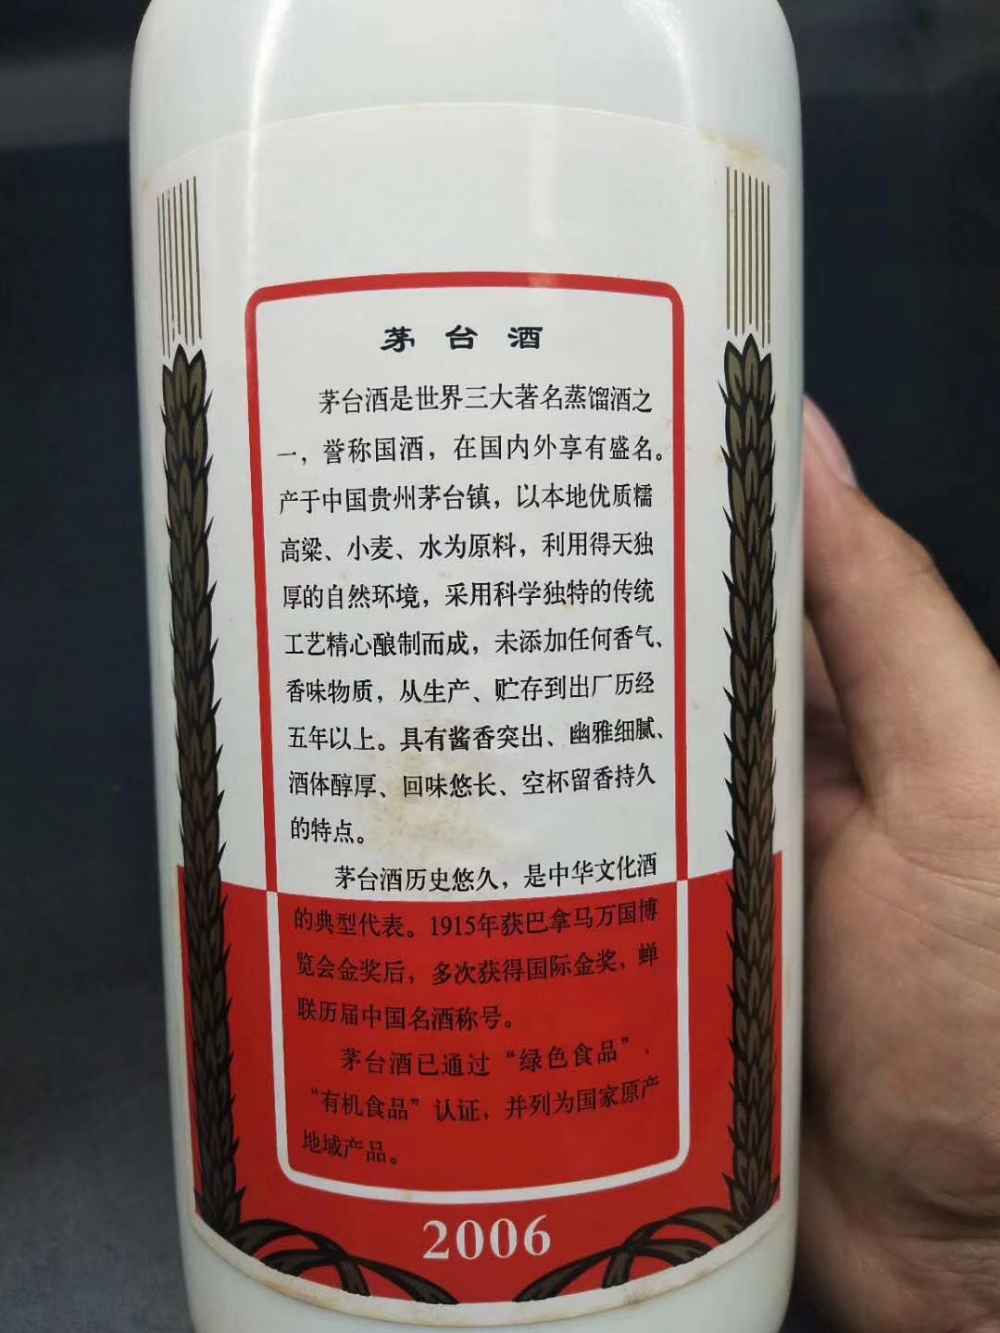 茅台酒
茅台酒是世界三大著名蒸馏酒之
一，誉称国酒，在国内外享有盛名。
产于中国贵州茅台镇，以本地优质糯
高粱、小麦、水为原料，利用得天独
厚的自然环境，采用科学独特的传统
工艺精心酿制而成，未添加任何香气、
香味物质，从生产、贮存到出厂历经
五年以上。具有酱香突出、幽雅细腻、
酒体醇厚、回味悠长、空杯留香持久
的特点。
茅台酒历史悠久，是中华文化酒
的典型代表。1915年获巴拿马万国博
览会金奖后，多次获得国际金奖、蝉
联历届中国名酒称号。
茅台酒已通过“绿色食品”、
“有机食品”认证，并列为国家原产
地域产品。
2006